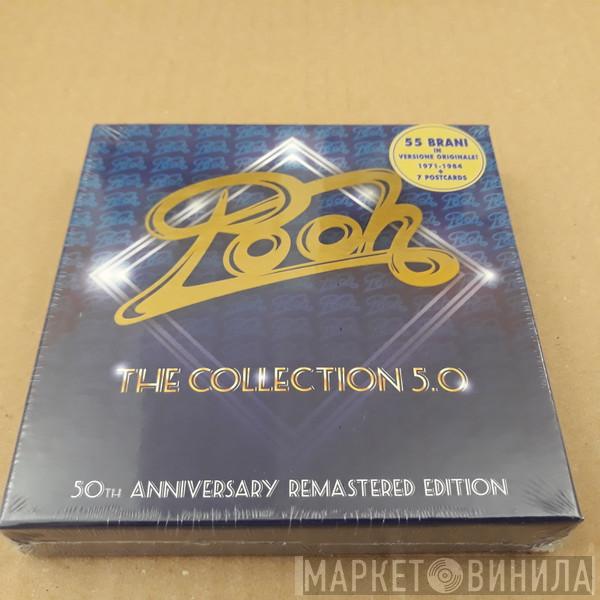 55 BRANI
IN
VERSIONE ORIGINALE!
1971-1984
+
7 POSTCARDS
Pooh
THE COLLECTION 5.0
50TH ANNIVERSARY REMASTERED EDITION
МАРКЕТ ВИНИЛА